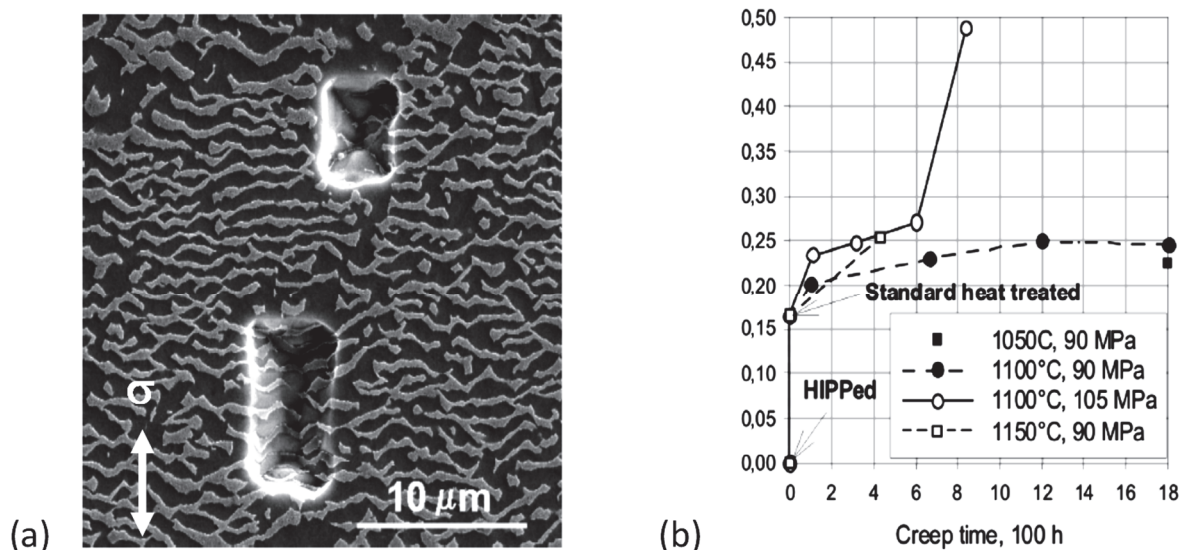 σ
10 μm
(a)
0,50
0,45
0,40
0,35
0,30
0,25
0,20
0,15
0,10
0,05
0,00
Standard heat treated
HIPPed
1050C, 90 MPa
1100°C, 90 MPa
1100°C, 105 MPa
1150°C, 90 MPa
0 2 4 6 8 10 12 14 16 18
(b)
Creep time, 100 h